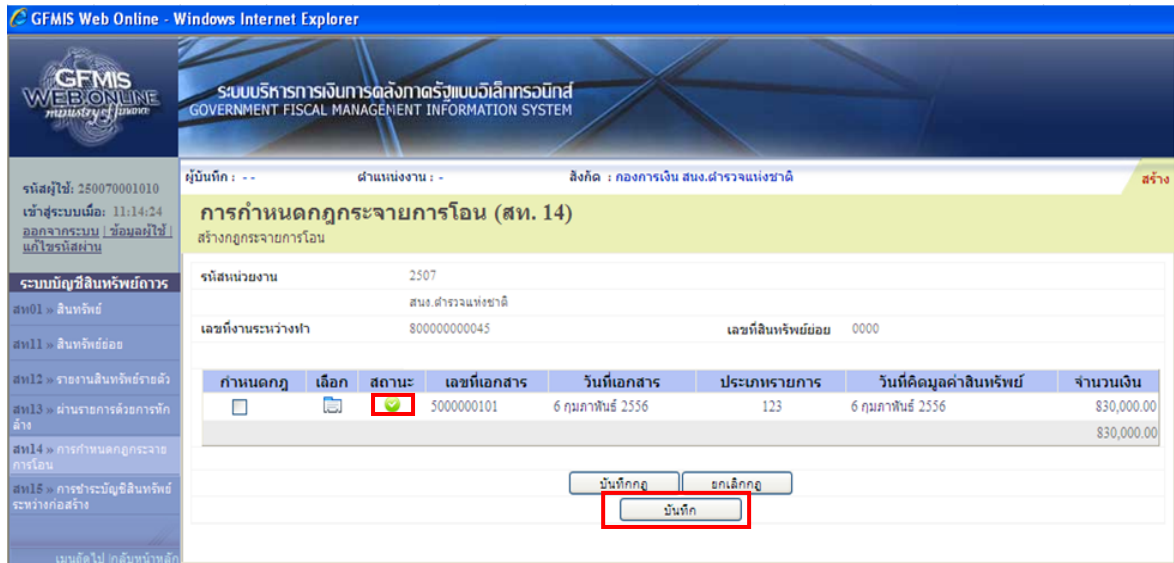 GFMIS Web Online - Windows Internet Explorer
GFMIS
WEB ONLINE
ministry of finance
ระบบบริหารการเงินการคลังภาครัฐแบบอิเล็กทรอนิกส์
GOVERNMENT FISCAL MANAGEMENT INFORMATION SYSTEM
รหัสผู้ใช้: 250070001010
เข้าสู่ระบบเมื่อ: 11:14:24
ออกจากระบบ | ข้อมูลผู้ใช้ |
แก้ไขรหัสผ่าน
ระบบบัญชีสินทรัพย์ถาวร
สท01 » สินทรัพย์
สท11 » สินทรัพย์ย่อย
สท12 » รายงานสินทรัพย์รายตัว
สท13 » ผ่านรายการด้วยการหัก
ล้าง
สท14 » การกำหนดกฎกระจาย
การโอน
สท15 » การชำระบัญชีสินทรัพย์
ระหว่างก่อสร้าง
เมนูถัดไป |กลับหน้าหลัก
ผู้บันทึก : - - ตำแหน่งงาน : - สังกัด : กองการเงิน สนง.ตำรวจแห่งชาติ
สร้าง
การกำหนดกฎกระจายการโอน (สท. 14)
สร้างกฎกระจายการโอน
รหัสหน่วยงาน 2507
สนง.ตำรวจแห่งชาติ
เลขที่งานระหว่างทำ 800000000045 เลขที่สินทรัพย์ย่อย 0000
กำหนดกฎ เลือก สถานะ เลขที่เอกสาร วันที่เอกสาร ประเภทรายการ วันที่คิดมูลค่าสินทรัพย์ จำนวนเงิน
5000000101 6 กุมภาพันธ์ 2556 123 6 กุมภาพันธ์ 2556 830,000.00
830,000.00
บันทึกกฎ ยกเลิกกฎ
บันทึก